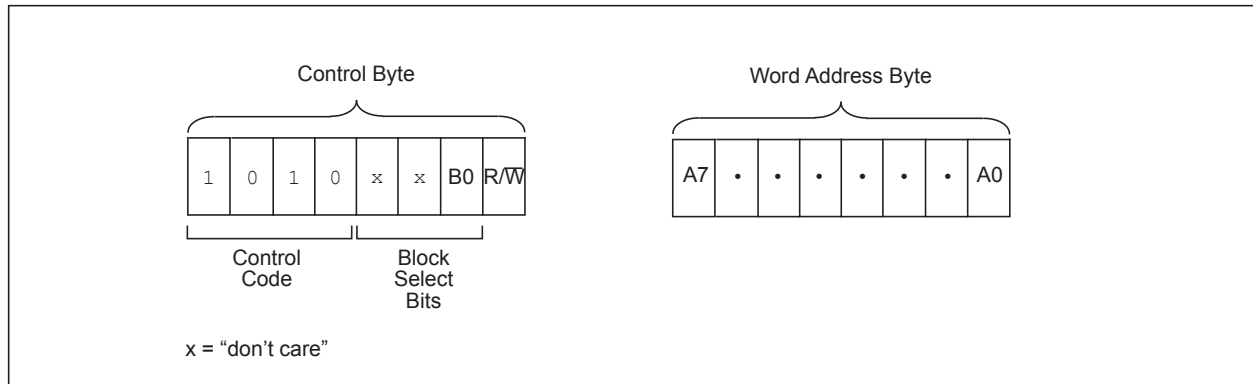 Control Byte
Word Address Byte
1 0 1 0 x x B0 R/W̅
A7 • • • • • • A0
Control
Code
Block
Select
Bits
x = “don’t care”